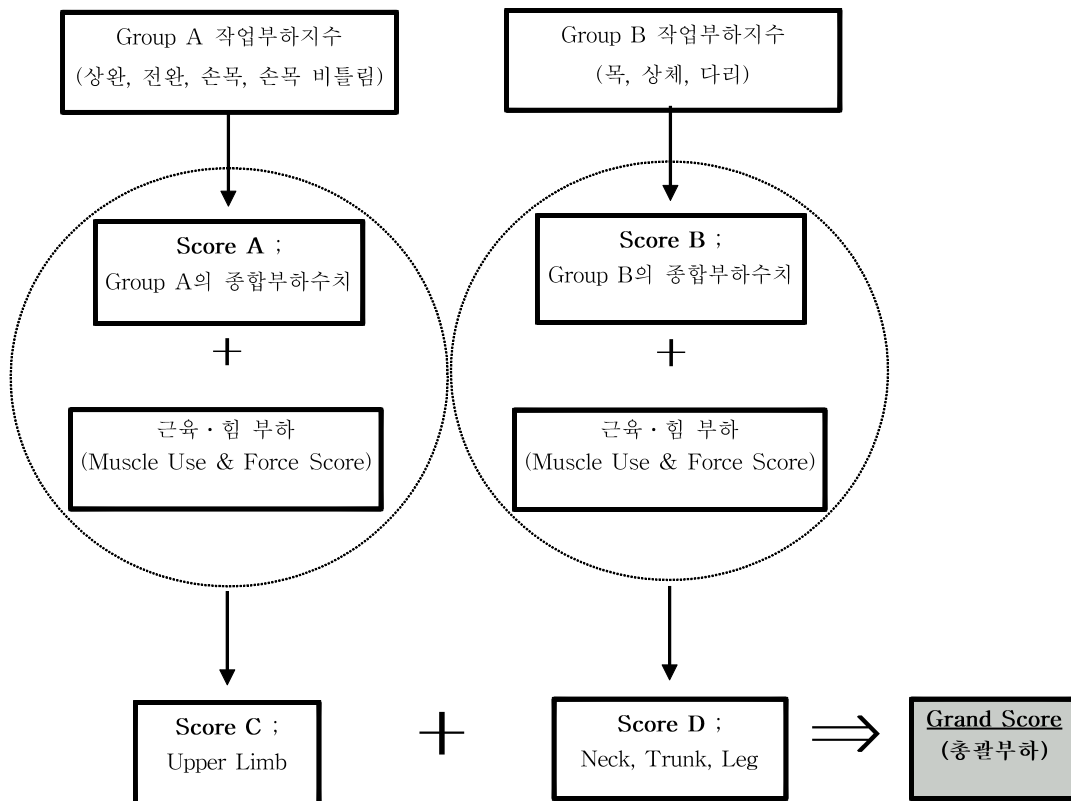 Group A 작업부하지수
(상완, 전완, 손목, 손목 비틀림)
Group B 작업부하지수
(목, 상체, 다리)
Score A ;
Group A의 종합부하수치
+
근육·힘 부하
(Muscle Use & Force Score)
Score B ;
Group B의 종합부하수치
+
근육·힘 부하
(Muscle Use & Force Score)
Score C ;
Upper Limb
+
Score D ;
Neck, Trunk, Leg
⇒
Grand Score
(총괄부하)